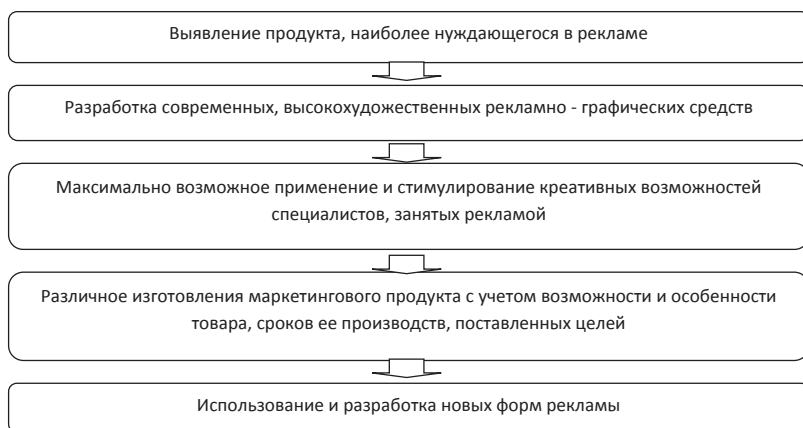 Выявление продукта, наиболее нуждающегося в рекламе
Разработка современных, высокохудожественных рекламно - графических средств
Максимально возможное применение и стимулирование креативных возможностей
специалистов, занятых рекламой
Различное изготовления маркетингового продукта с учетом возможности и особенности
товара, сроков ее производств, поставленных целей
Использование и разработка новых форм рекламы